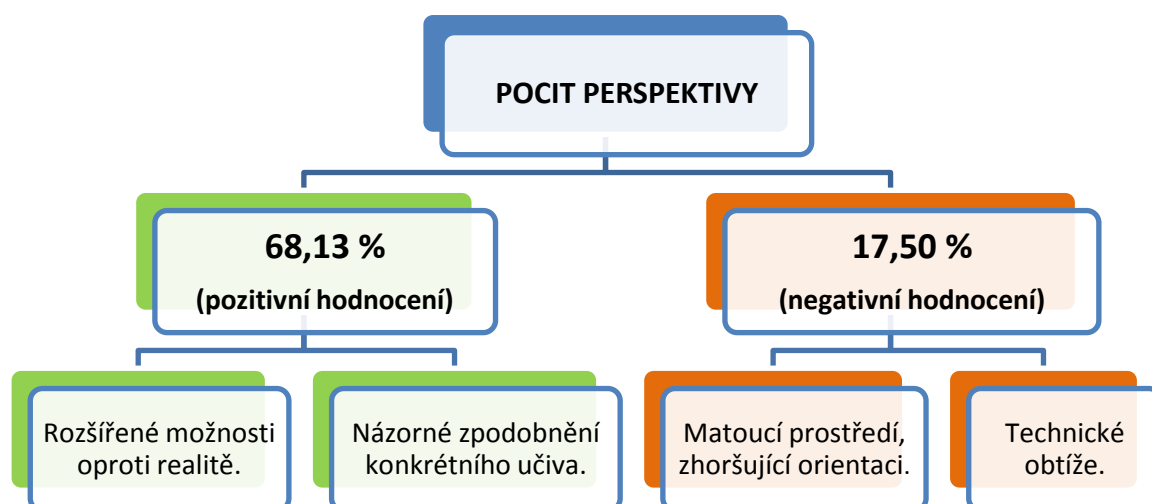 POCIT PERSPEKTIVY
68,13 %
(pozitivní hodnocení)
17,50 %
(negativní hodnocení)
Rozšířené možnosti
oproti realitě.
Názorné zpodobnění
konkrétního učiva.
Matoucí prostředí,
zhoršující orientaci.
Technické
obtíže.